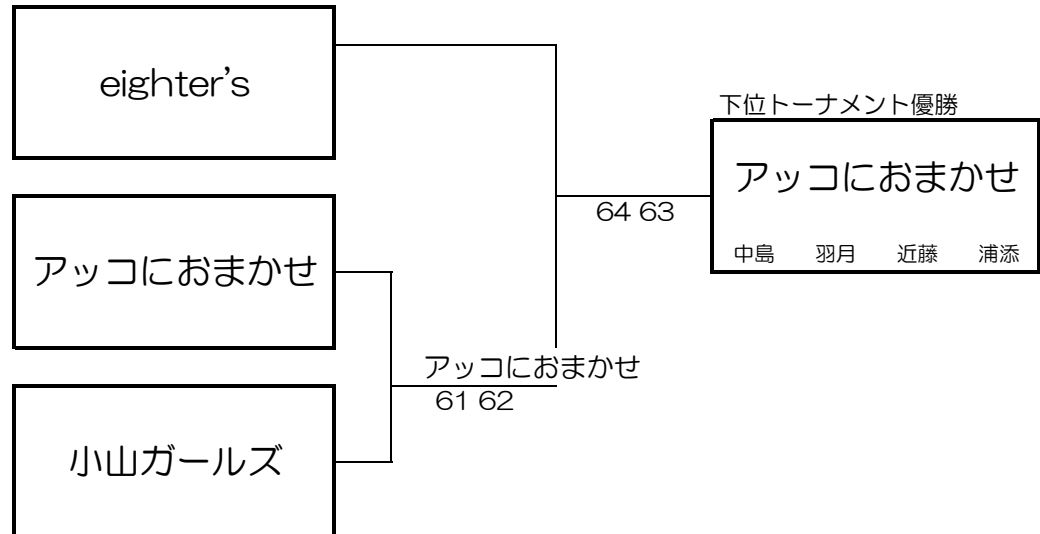 eighter's
下位トーナメント優勝
アッコにおまかせ
64 63
中島 羽月 近藤 浦添
アッコにおまかせ
アッコにおまかせ
61 62
小山ガールズ